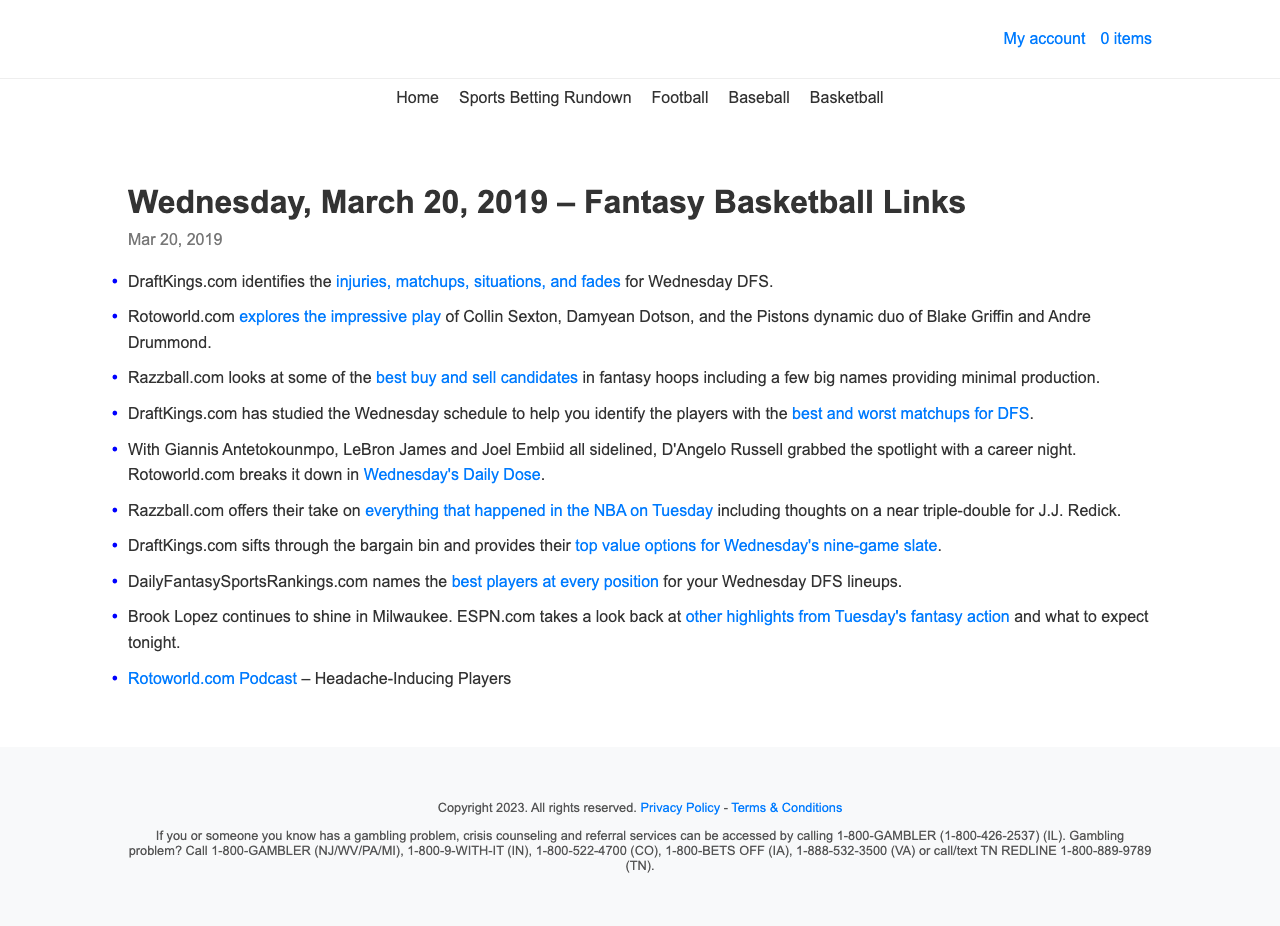 My account 0 items
Home Sports Betting Rundown Football Baseball Basketball
Wednesday, March 20, 2019 – Fantasy Basketball Links
Mar 20, 2019
• DraftKings.com identifies the injuries, matchups, situations, and fades for Wednesday DFS.
• Rotoworld.com explores the impressive play of Collin Sexton, Damyean Dotson, and the Pistons dynamic duo of Blake Griffin and Andre
Drummond.
• Razzball.com looks at some of the best buy and sell candidates in fantasy hoops including a few big names providing minimal production.
• DraftKings.com has studied the Wednesday schedule to help you identify the players with the best and worst matchups for DFS.
• With Giannis Antetokounmpo, LeBron James and Joel Embiid all sidelined, D'Angelo Russell grabbed the spotlight with a career night.
Rotoworld.com breaks it down in Wednesday's Daily Dose.
• Razzball.com offers their take on everything that happened in the NBA on Tuesday including thoughts on a near triple-double for J.J. Redick.
• DraftKings.com sifts through the bargain bin and provides their top value options for Wednesday's nine-game slate.
• DailyFantasySportsRankings.com names the best players at every position for your Wednesday DFS lineups.
• Brook Lopez continues to shine in Milwaukee. ESPN.com takes a look back at other highlights from Tuesday's fantasy action and what to expect
tonight.
• Rotoworld.com Podcast – Headache-Inducing Players
Copyright 2023. All rights reserved. Privacy Policy - Terms & Conditions
If you or someone you know has a gambling problem, crisis counseling and referral services can be accessed by calling 1-800-GAMBLER (1-800-426-2537) (IL). Gambling
problem? Call 1-800-GAMBLER (NJ/WV/PA/MI), 1-800-9-WITH-IT (IN), 1-800-522-4700 (CO), 1-800-BETS OFF (IA), 1-888-532-3500 (VA) or call/text TN REDLINE 1-800-889-9789
(TN).